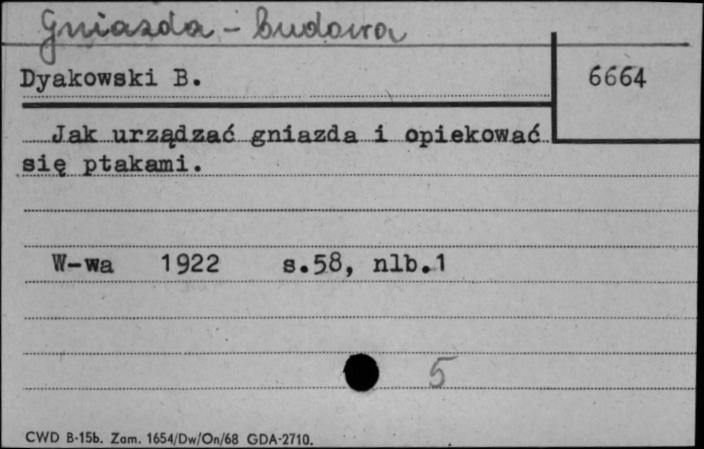 Gniazda - budowa
Dyakowski B.
6664
Jak urządzać gniazda i opiekować
się ptakami.
W-wa 1922 s.58, nlb.1
5
CWD B-15b. Zam. 1654/Dw/On/68 GDA-2710.